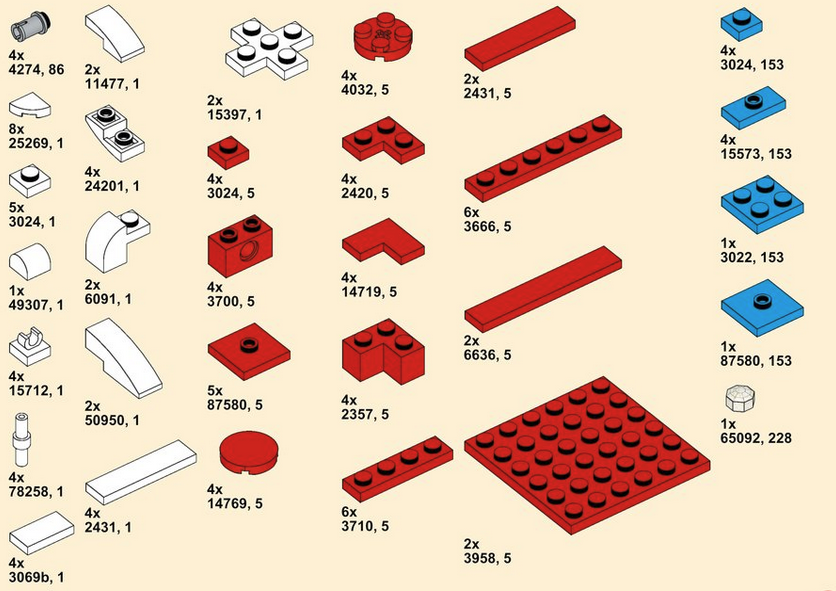 4x
4274, 86
8x
25269, 1
5x
3024, 1
1x
49307, 1
4x
15712, 1
4x
78258, 1
4x
3069b, 1
2x
11477, 1
4x
24201, 1
2x
6091, 1
2x
50950, 1
4x
2431, 1
2x
15397, 1
4x
3024, 5
4x
3700, 5
5x
87580, 5
4x
14769, 5
4x
4032, 5
4x
2420, 5
4x
14719, 5
4x
2357, 5
6x
3710, 5
2x
2431, 5
6x
3666, 5
2x
6636, 5
2x
3958, 5
4x
3024, 153
4x
15573, 153
1x
3022, 153
1x
87580, 153
1x
65092, 228